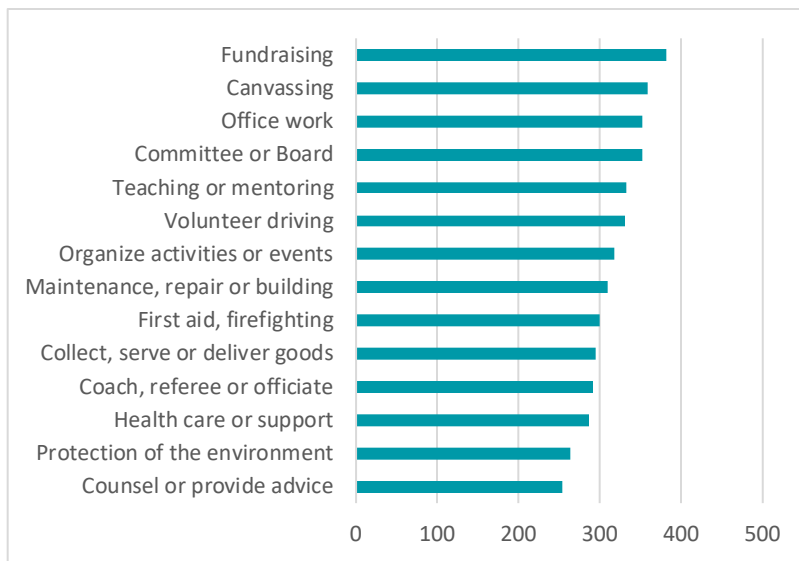 Fundraising
Canvassing
Office work
Committee or Board
Teaching or mentoring
Volunteer driving
Organize activities or events
Maintenance, repair or building
First aid, firefighting
Collect, serve or deliver goods
Coach, referee or officiate
Health care or support
Protection of the environment
Counsel or provide advice
0 100 200 300 400 500